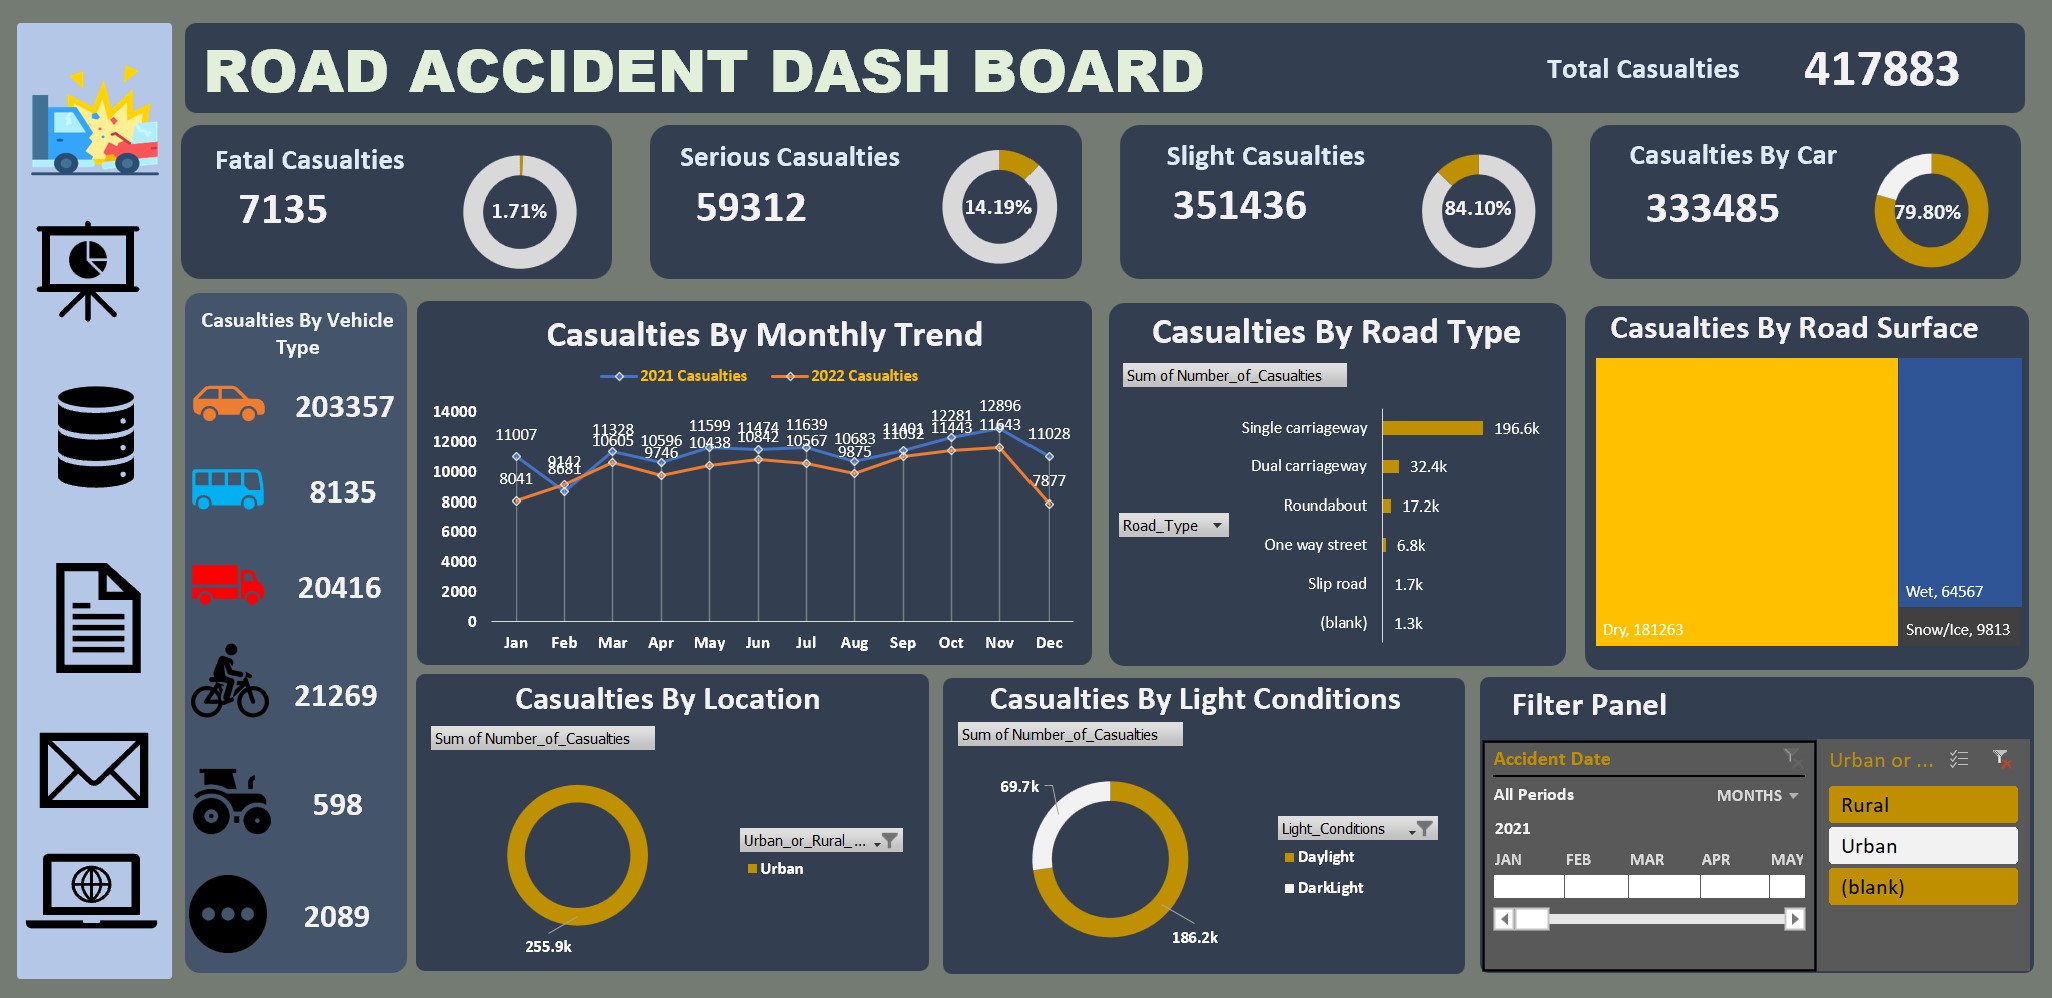 ROAD ACCIDENT DASH BOARD
Total Casualties 417883
Fatal Casualties
7135
1.71%
Serious Casualties
59312
14.19%
Slight Casualties
351436
84.10%
Casualties By Car
333485
79.80%
Casualties By Vehicle
Type
203357
8135
20416
21269
598
2089
Casualties By Monthly Trend
2021 Casualties 2022 Casualties
14000
12000
10000
8000
6000
4000
2000
0
11007
8041
9142
8681
11328
10605
10596
9746
11599
10438
11474
10842
11639
10567
10683
9875
11032
12281
11443
12896
11643
11028
7877
Jan Feb Mar Apr May Jun Jul Aug Sep Oct Nov Dec
Casualties By Road Type
Sum of Number_of_Casualties
Road_Type
Single carriageway 196.6k
Dual carriageway 32.4k
Roundabout 17.2k
One way street 6.8k
Slip road 1.7k
(blank) 1.3k
Casualties By Road Surface
Dry, 181263
Wet, 64567
Snow/Ice, 9813
Casualties By Location
Sum of Number_of_Casualties
Urban_or_Rural_...
Urban
255.9k
Casualties By Light Conditions
Sum of Number_of_Casualties
69.7k
186.2k
Light_Conditions
Daylight
DarkLight
Filter Panel
Accident Date
All Periods MONTHS
2021
JAN FEB MAR APR MAY
Urban or ...
Rural
Urban
(blank)